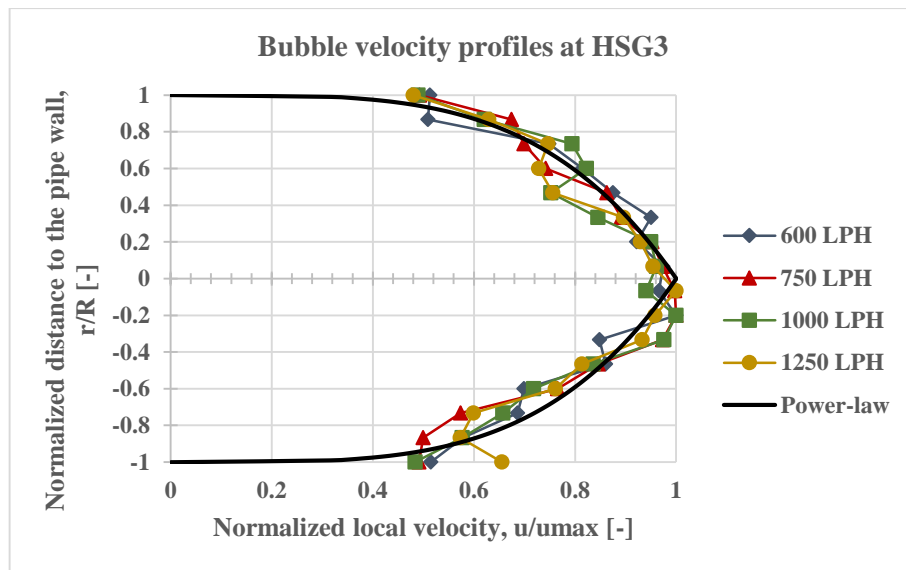 Bubble velocity profiles at HSG3
Normalized distance to the pipe wall,
r/R [-]
1
0.8
0.6
0.4
0.2
0
-0.2
-0.4
-0.6
-0.8
-1
0
0.2
0.4
0.6
0.8
1
Normalized local velocity, u/umax [-]
600 LPH
750 LPH
1000 LPH
1250 LPH
Power-law